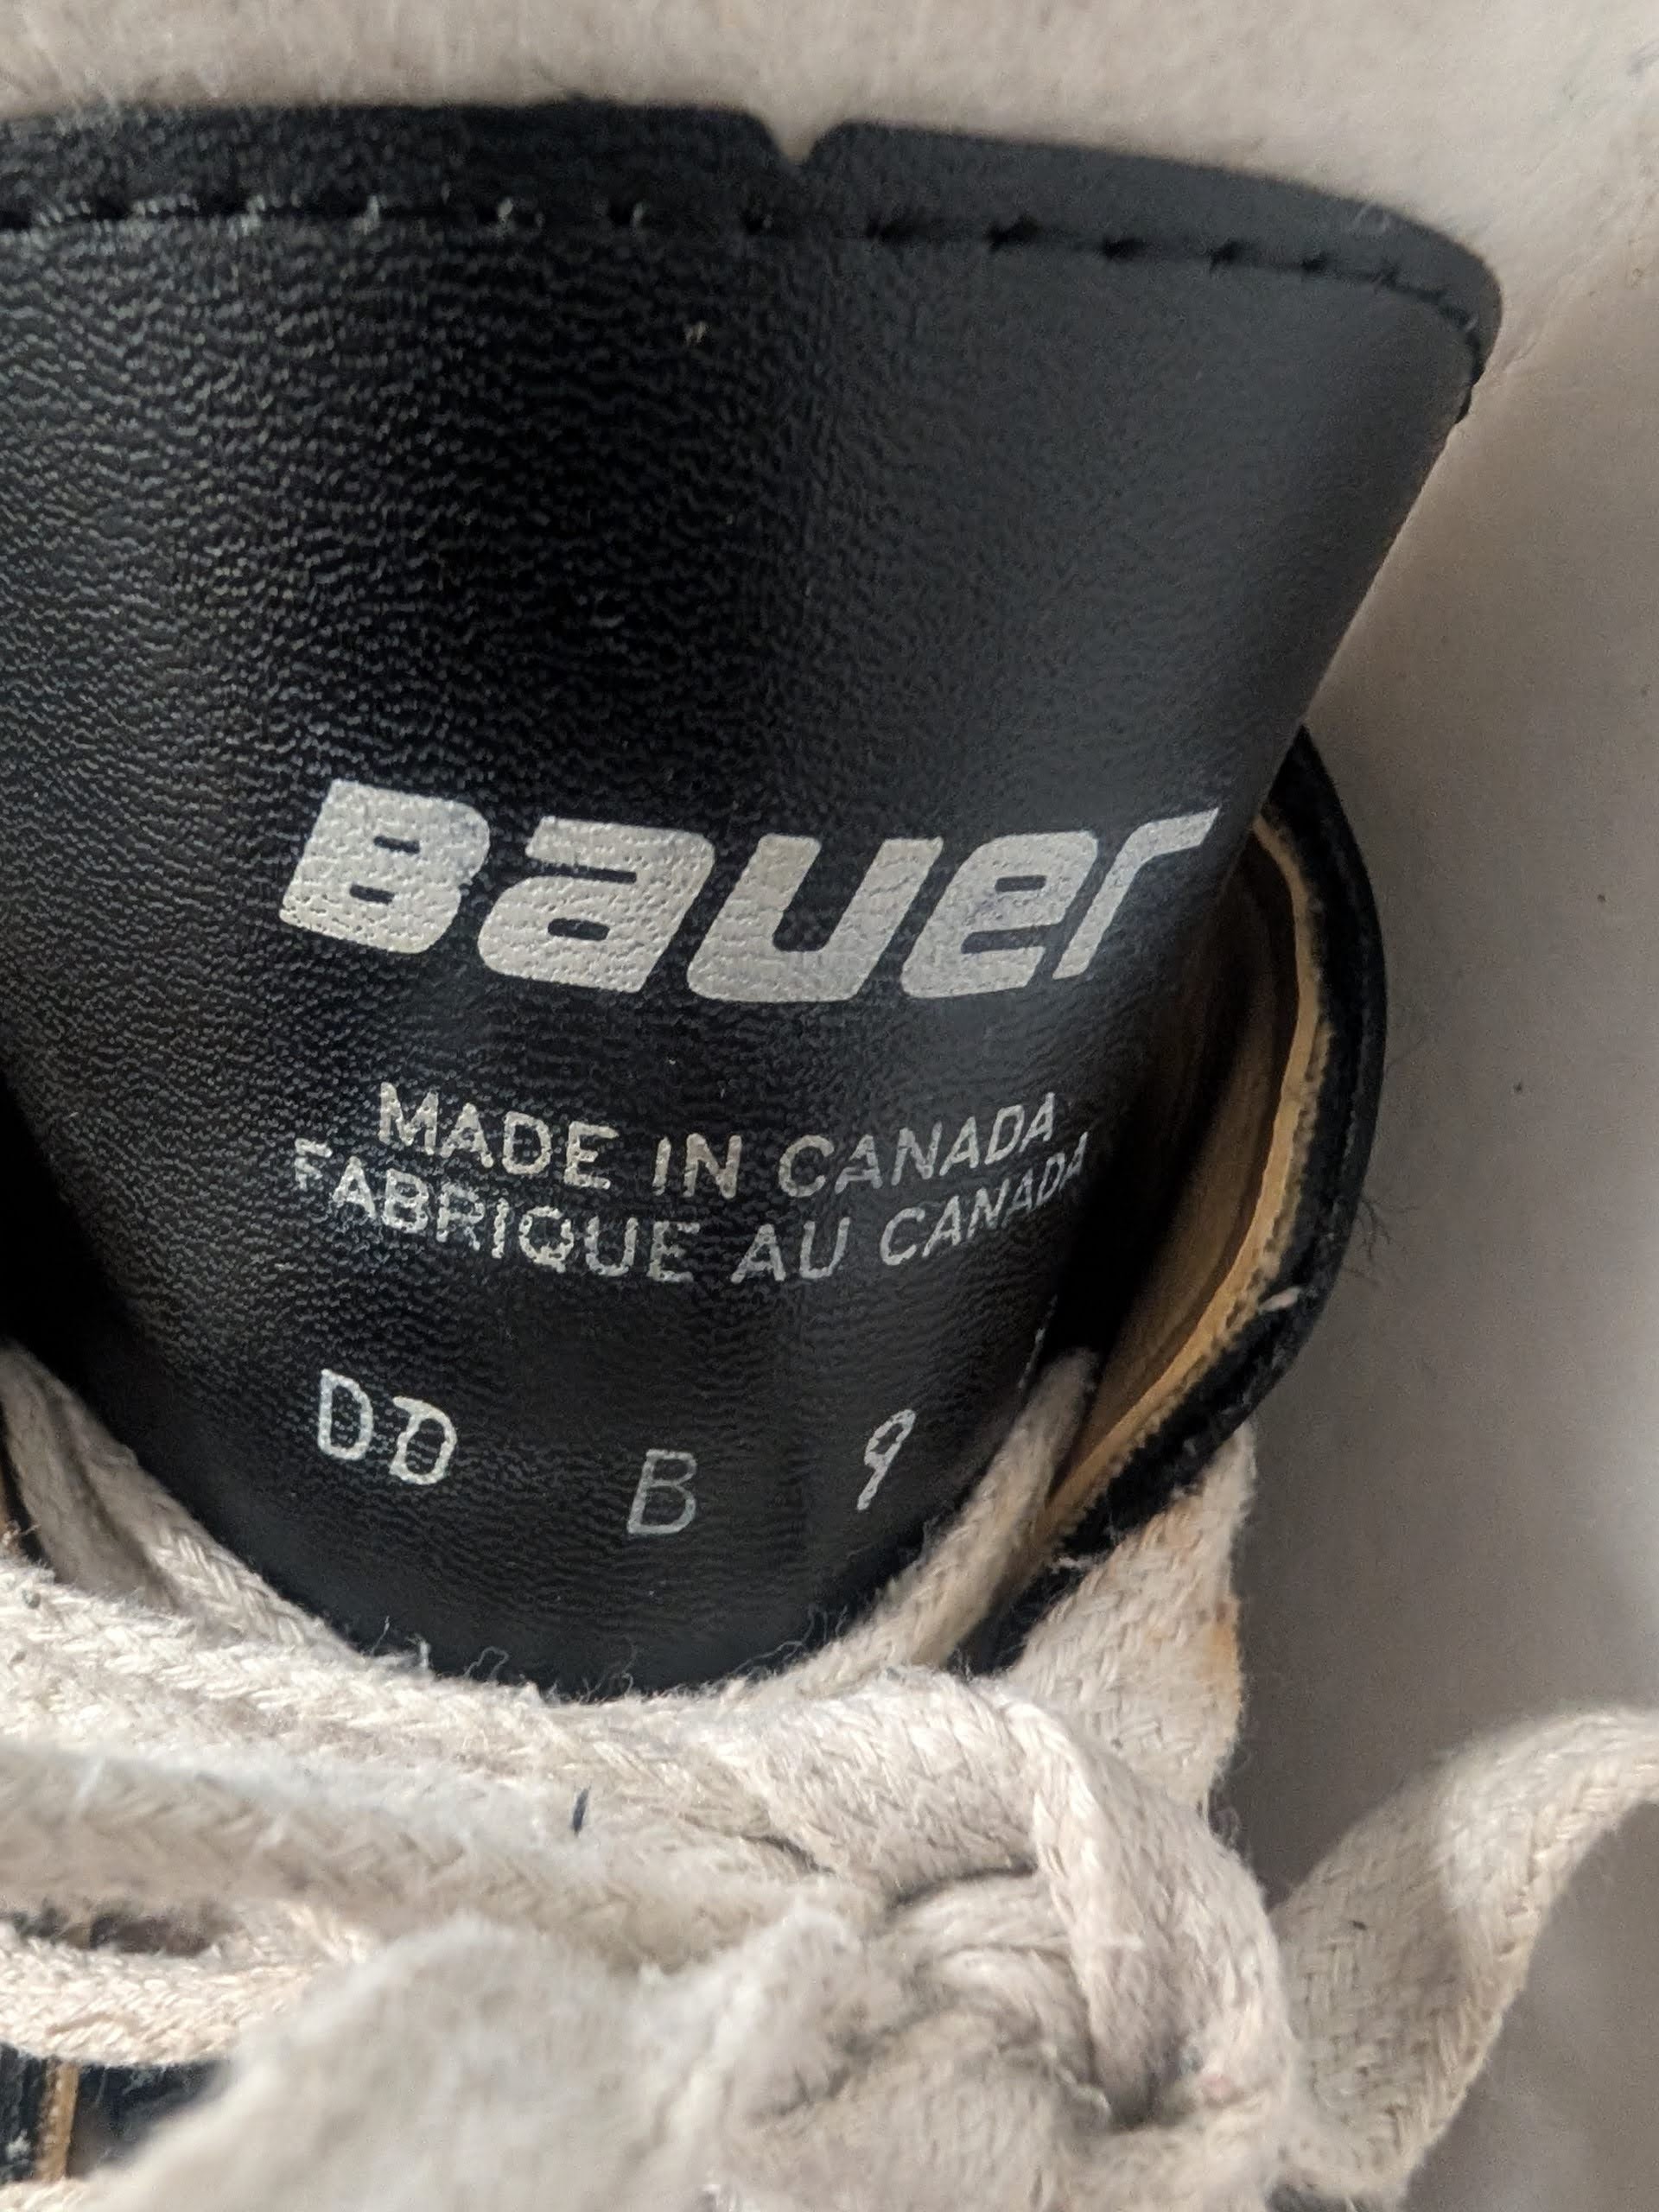 Bauer
MADE IN CANADA
FABRIQUE AU CANADA
DD B 9